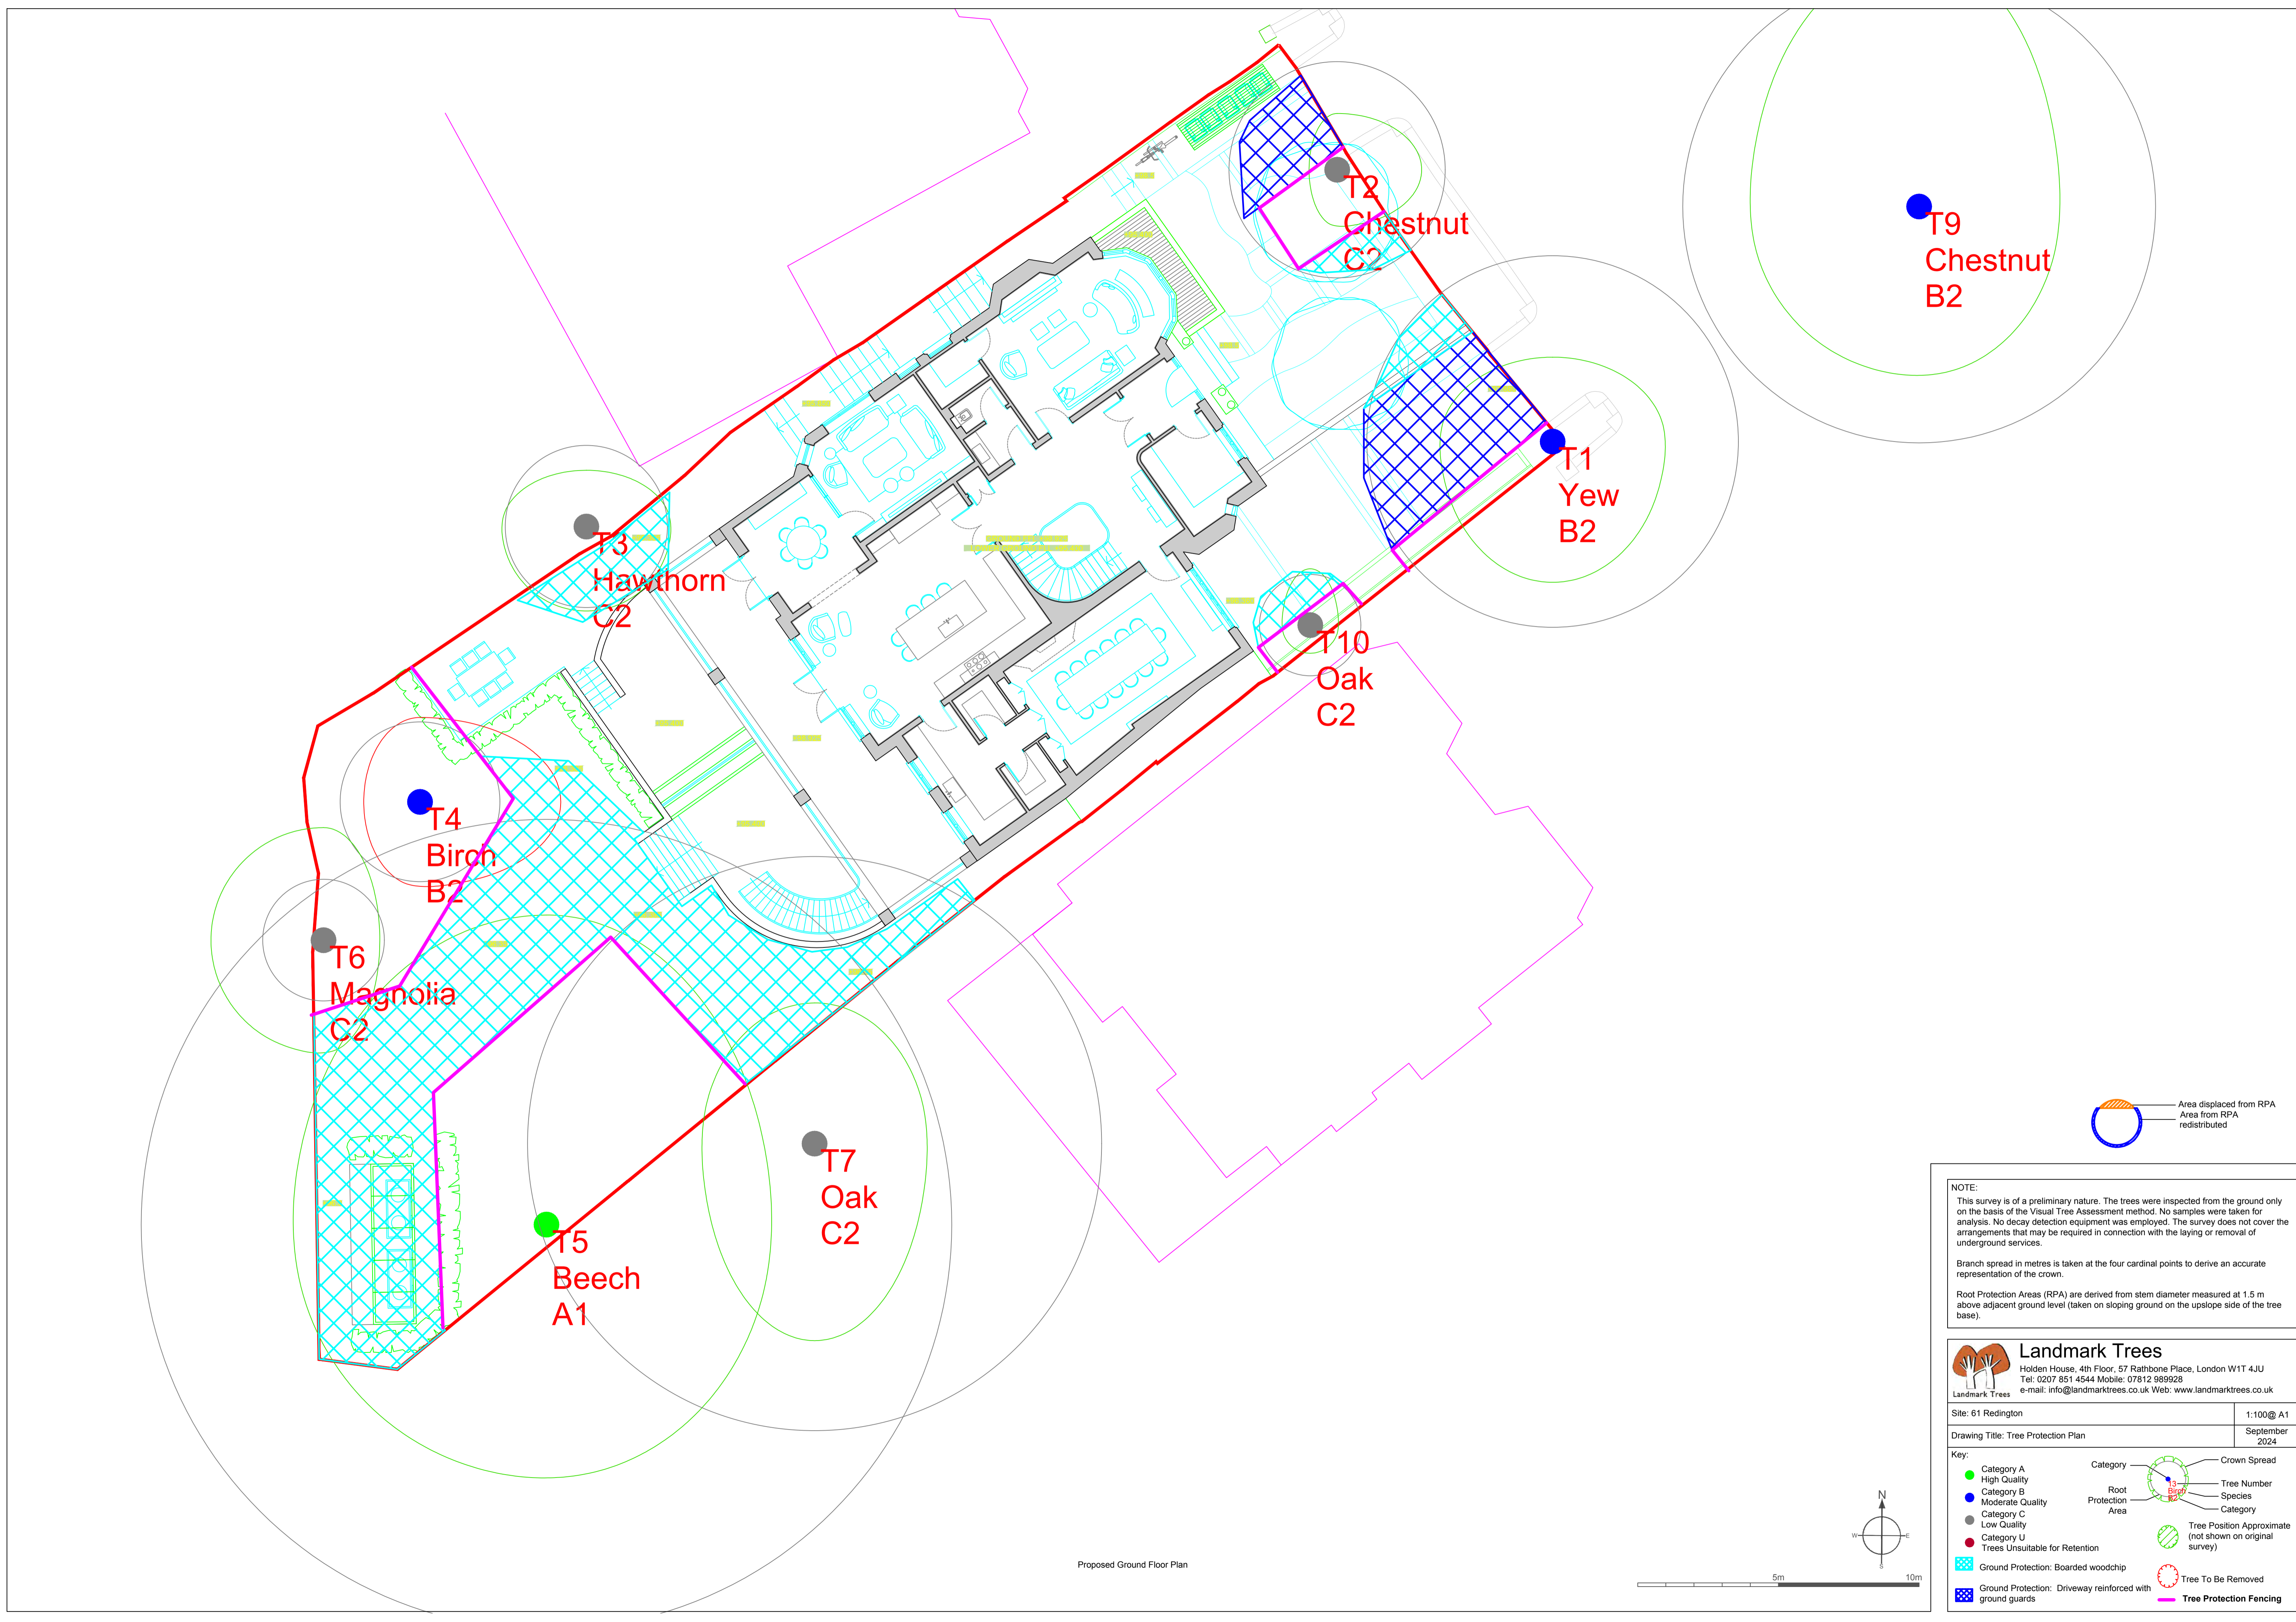 T2
Chestnut
C2
T9
Chestnut
B2
T1
Yew
B2
T3
Hawthorn
C2
T10
Oak
C2
T4
Birch
B2
T6
Magnolia
C2
T7
Oak
C2
T5
Beech
A1
Area displaced from RPA
Area from RPA
redistributed
NOTE:
This survey is of a preliminary nature. The trees were inspected from the ground only
on the basis of the Visual Tree Assessment method. No samples were taken for
analysis. No decay detection equipment was employed. The survey does not cover the
arrangements that may be required in connection with the laying or removal of
underground services.
Branch spread in metres is taken at the four cardinal points to derive an accurate
representation of the crown.
Root Protection Areas (RPA) are derived from stem diameter measured at 1.5 m
above adjacent ground level (taken on sloping ground on the upslope side of the tree
base).
Landmark Trees
Landmark Trees
Holden House, 4th Floor, 57 Rathbone Place, London W1T 4JU
Tel: 0207 851 4544 Mobile: 07812 989928
e-mail: info@landmarktrees.co.uk Web: www.landmarktrees.co.uk
Site: 61 Redington
1:100@ A1
Drawing Title: Tree Protection Plan
September
2024
Key:
Category A
High Quality
Category B
Moderate Quality
Category C
Low Quality
Category U
Trees Unsuitable for Retention
Ground Protection: Boarded woodchip
Ground Protection: Driveway reinforced with
ground guards
Category
Root
Protection
Area
13
Birch
B2
Crown Spread
Tree Number
Species
Category
Tree Position Approximate
(not shown on original
survey)
Tree To Be Removed
Tree Protection Fencing
N
W
E
S
5m
10m
Proposed Ground Floor Plan